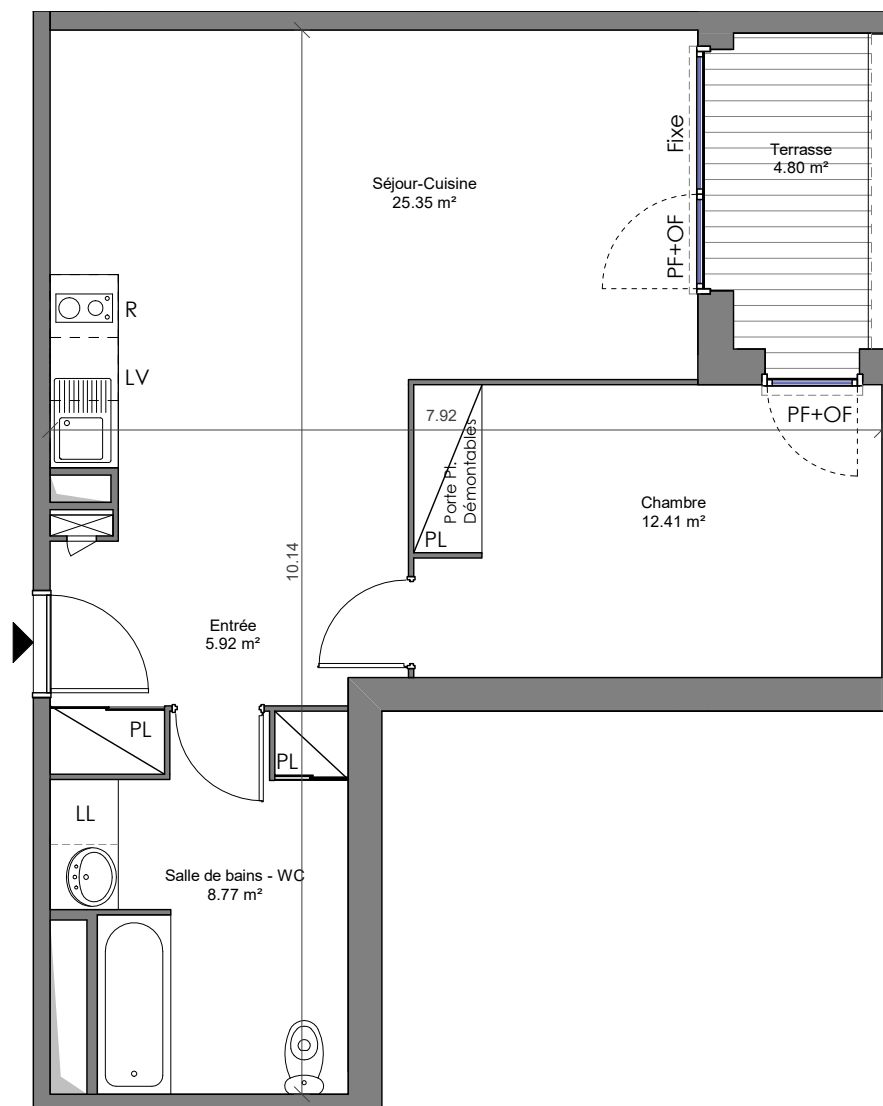 Fixe
Terrasse
4.80 m²
Séjour-Cuisine
25.35 m²
PF+OF
R
LV
7.92
PF+OF
Porte Pl.
Démontables
PL
Chambre
12.41 m²
10.14
Entrée
5.92 m²
PL
PL
LL
Salle de bains - WC
8.77 m²